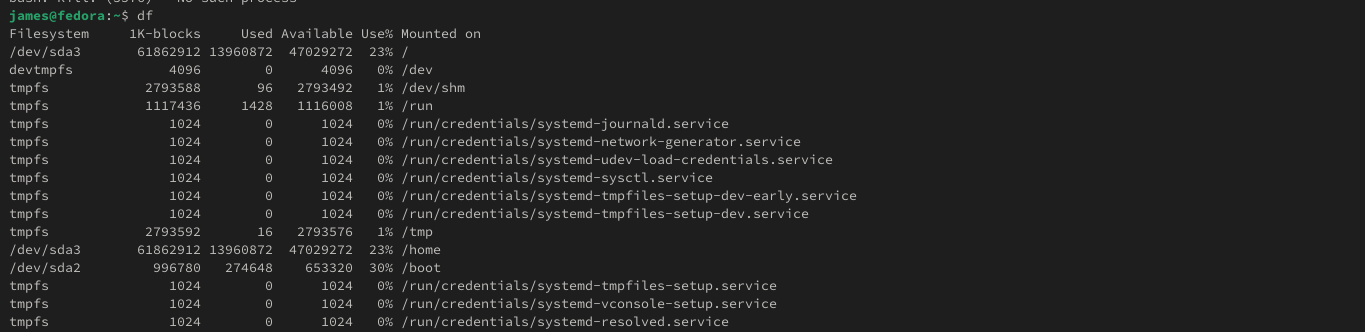 james@fedora:~$ df
Filesystem     1K-blocks     Used Available Use% Mounted on
/dev/sda3       61862912 13960872  47029272  23% /
devtmpfs            4096        0      4096   0% /dev
tmpfs            2793588       96   2793492   1% /dev/shm
tmpfs            1117436     1428   1116008   1% /run
tmpfs               1024        0      1024   0% /run/credentials/systemd-journald.service
tmpfs               1024        0      1024   0% /run/credentials/systemd-network-generator.service
tmpfs               1024        0      1024   0% /run/credentials/systemd-udev-load-credentials.service
tmpfs               1024        0      1024   0% /run/credentials/systemd-sysctl.service
tmpfs               1024        0      1024   0% /run/credentials/systemd-tmpfiles-setup-dev-early.service
tmpfs               1024        0      1024   0% /run/credentials/systemd-tmpfiles-setup-dev.service
tmpfs            2793592       16   2793576   1% /tmp
/dev/sda3       61862912 13960872  47029272  23% /home
/dev/sda2         996780   274648    653320  30% /boot
tmpfs               1024        0      1024   0% /run/credentials/systemd-tmpfiles-setup.service
tmpfs               1024        0      1024   0% /run/credentials/systemd-vconsole-setup.service
tmpfs               1024        0      1024   0% /run/credentials/systemd-resolved.service